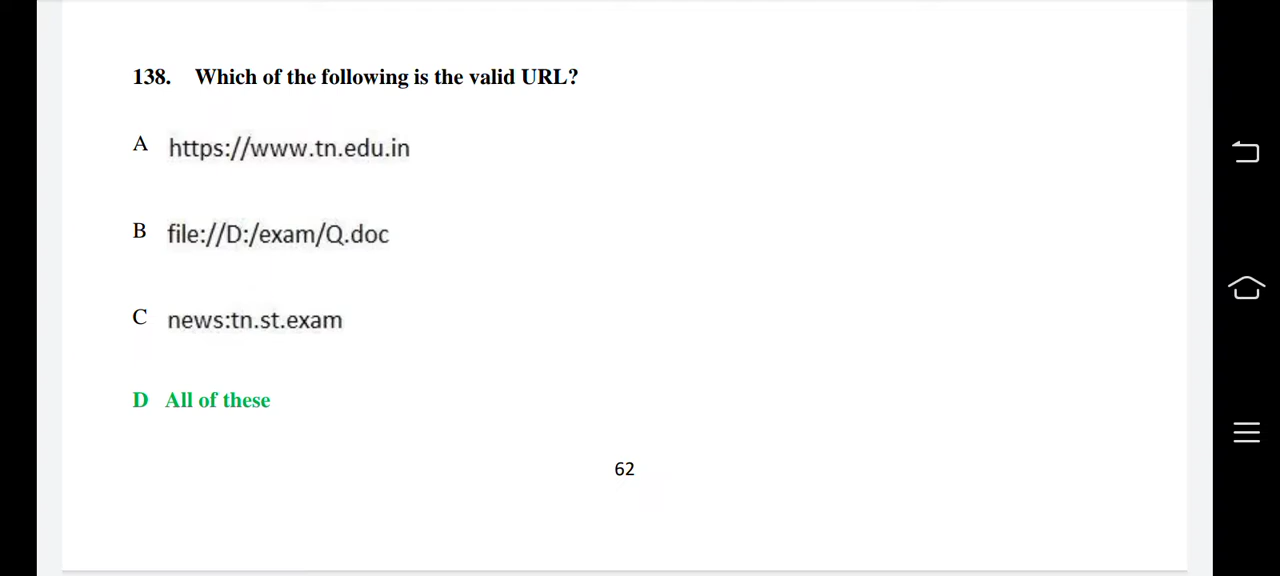 138. Which of the following is the valid URL?
A https://www.tn.edu.in
B file://D:/exam/Q.doc
C news:tn.st.exam
D All of these
62